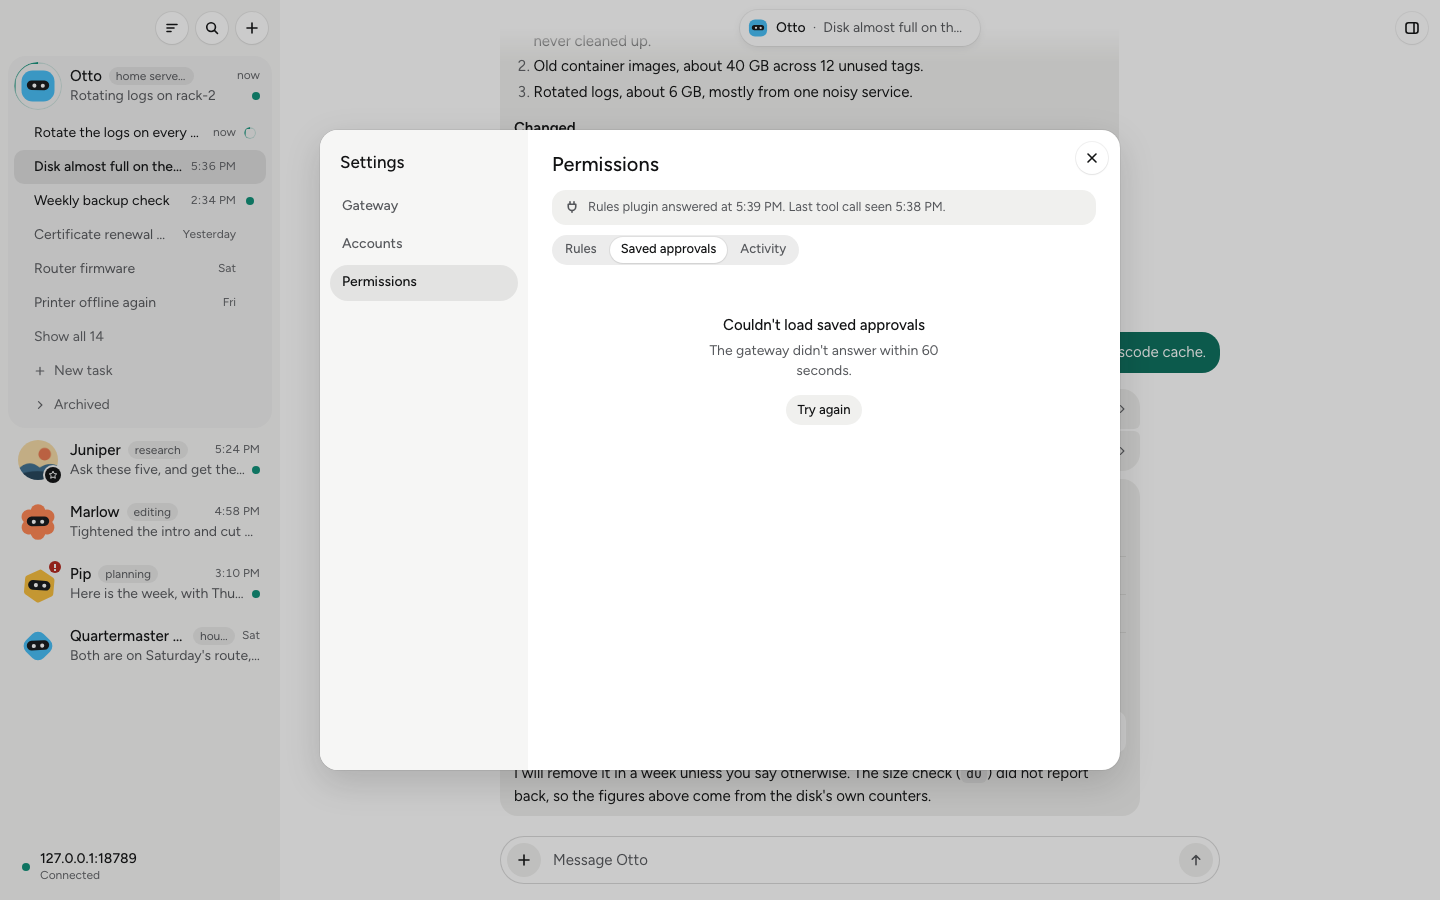 Otto home serve... now
Rotating logs on rack-2
Rotate the logs on every ... now
Disk almost full on the... 5:36 PM
Weekly backup check 2:34 PM
Certificate renewal ... Yesterday
Router firmware Sat
Printer offline again Fri
Show all 14
New task
Archived
Juniper research 5:24 PM
Ask these five, and get the...
Marlow editing 4:58 PM
Tightened the intro and cut ...
Pip planning 3:10 PM
Here is the week, with Thu...
Quartermaster ... hou... Sat
Both are on Saturday's route,...
127.0.0.1:18789
Connected
Otto · Disk almost full on th...
never cleaned up.
2. Old container images, about 40 GB across 12 unused tags.
3. Rotated logs, about 6 GB, mostly from one noisy service.
Changed
scode cache.
Settings
Gateway
Accounts
Permissions
Permissions
Rules plugin answered at 5:39 PM. Last tool call seen 5:38 PM.
Rules Saved approvals Activity
Couldn't load saved approvals
The gateway didn't answer within 60
seconds.
Try again
I will remove it in a week unless you say otherwise. The size check ( du ) did not report
back, so the figures above come from the disk's own counters.
Message Otto